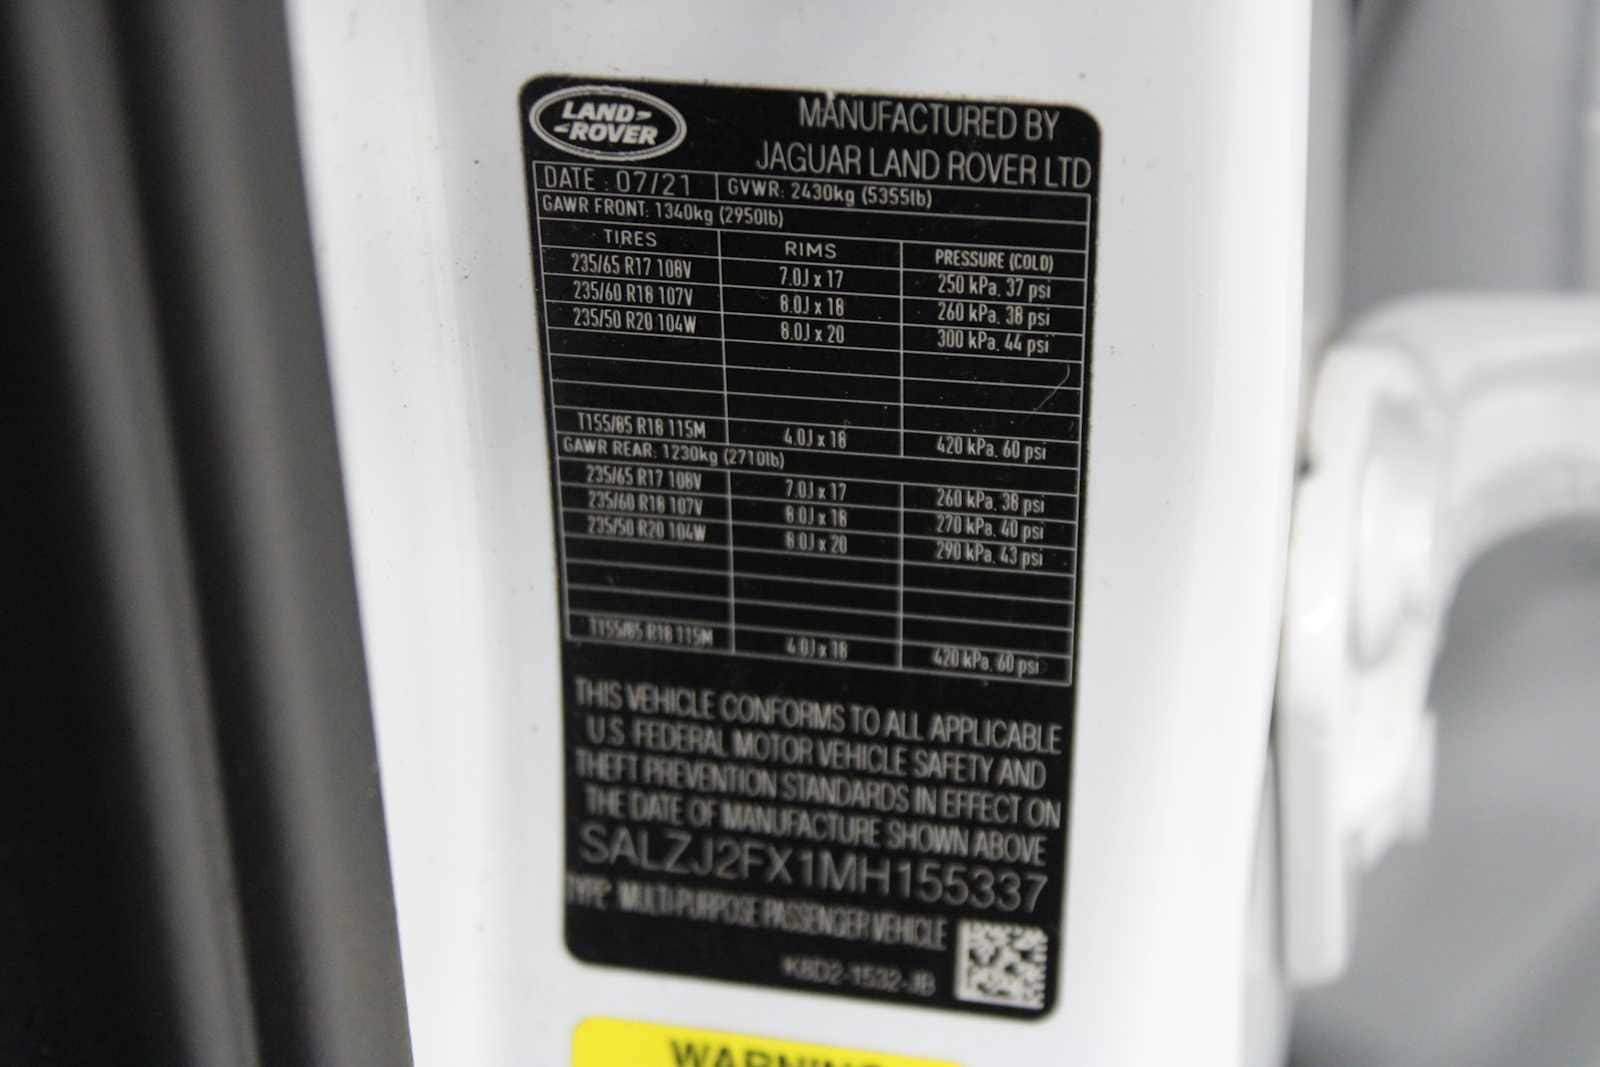 LAND
ROVER
MANUFACTURED BY
JAGUAR LAND ROVER LTD
DATE : 07/21 GVWR: 2430kg (5355lb)
GAWR FRONT: 1340kg (2950lb)
TIRES RIMS PRESSURE (COLD)
235/65 R17 108V 7.0J x 17 250 kPa, 37 psi
235/60 R18 107V 8.0J x 18 260 kPa, 38 psi
235/50 R20 104W 8.0J x 20 300 kPa, 44 psi
T155/85 R18 115M 4.0J x 18 420 kPa, 60 psi
GAWR REAR: 1230kg (2710lb)
235/65 R17 108V 7.0J x 17 260 kPa, 38 psi
235/60 R18 107V 8.0J x 18 270 kPa, 40 psi
235/50 R20 104W 8.0J x 20 290 kPa, 43 psi
T155/85 R18 115M 4.0J x 18 420 kPa, 60 psi
THIS VEHICLE CONFORMS TO ALL APPLICABLE
U.S. FEDERAL MOTOR VEHICLE SAFETY AND
THEFT PREVENTION STANDARDS IN EFFECT ON
THE DATE OF MANUFACTURE SHOWN ABOVE
SALZJ2FX1MH155337
TYPE: MULTI-PURPOSE PASSENGER VEHICLE
K8D2-1532-JB
WARNING